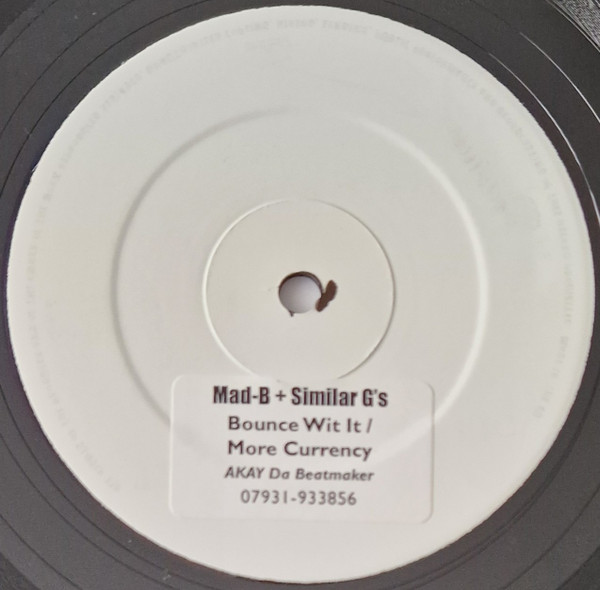 Mad-B + Similar G's
Bounce Wit It /
More Currency
AKAY Da Beatmaker
07931-933856